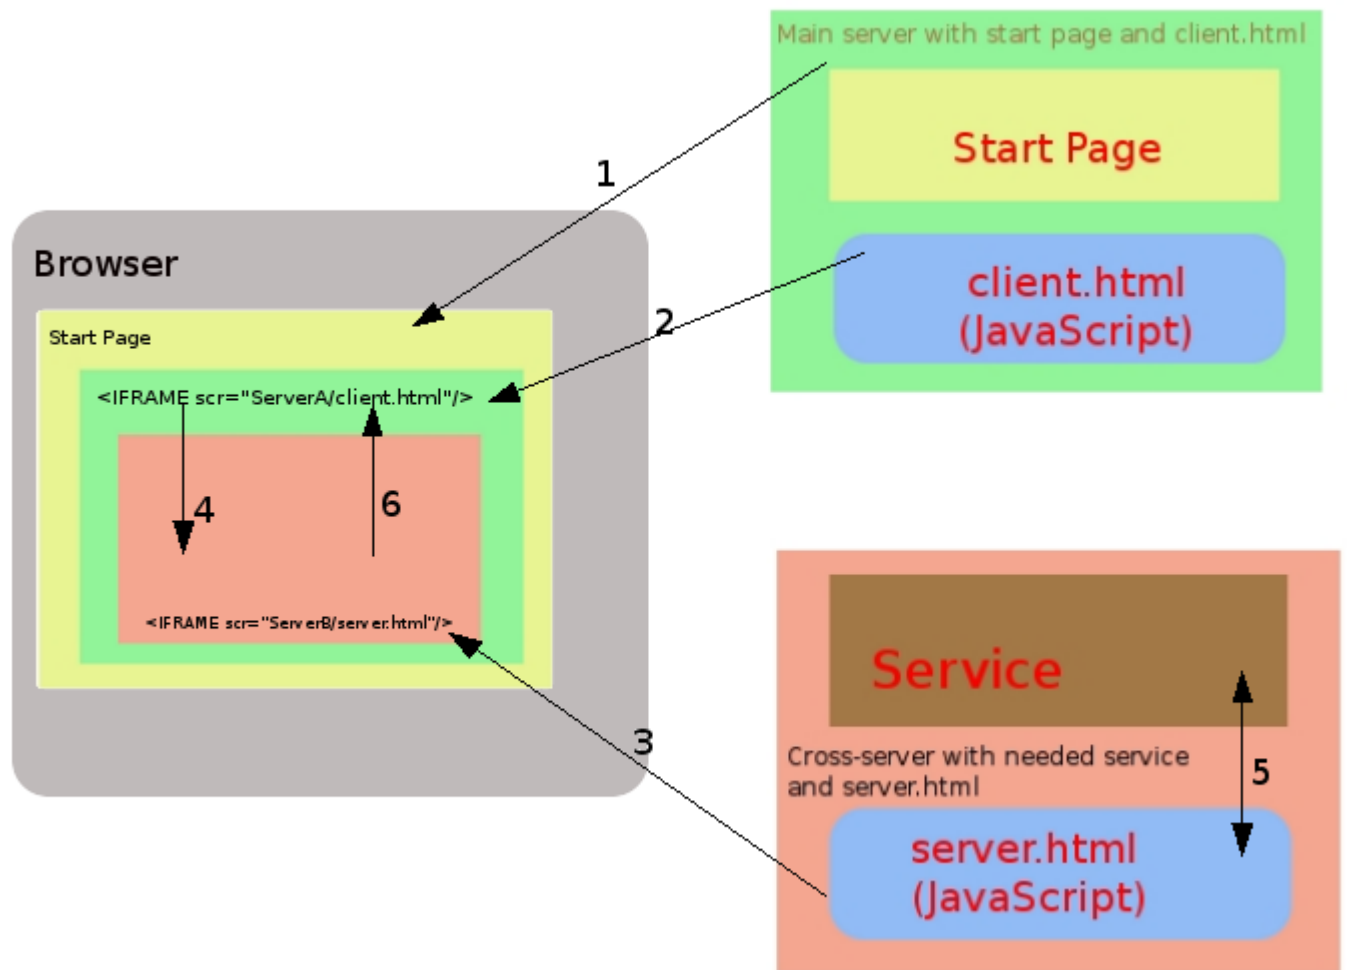 Main server with start page and client.html
Start Page
1
client.html
(JavaScript)
Browser
2
Start Page
<IFRAME scr="ServerA/client.html"/>
4
6
<IFRAME scr="ServerB/server.html"/>
3
Service
Cross-server with needed service
and server.html
5
server.html
(JavaScript)